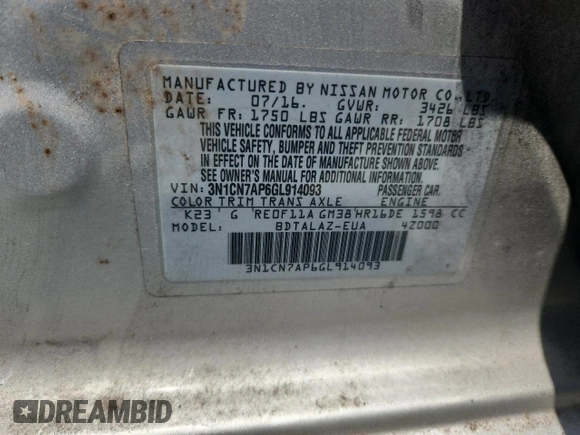 MANUFACTURED BY NISSAN MOTOR CO., LTD.
DATE: 07/16. GVWR: 3426 LBS
GAWR FR: 1750 LBS GAWR RR: 1708 LBS
THIS VEHICLE CONFORMS TO ALL APPLICABLE FEDERAL MOTOR
VEHICLE SAFETY, BUMPER AND THEFT PREVENTION STANDARDS
IN EFFECT ON THE DATE OF MANUFACTURE SHOWN ABOVE.
SEE OWNER'S MANUAL FOR ADDITIONAL INFORMATION.
VIN: 3N1CN7AP6GL914093 PASSENGER CAR.
COLOR TRIM TRANS AXLE ENGINE
K23 G RE0F11A GM38 HR16DE 1598 CC
MODEL: BDTALAZ-EUA 4Z000
3N1CN7AP6GL914093
DREAMBID